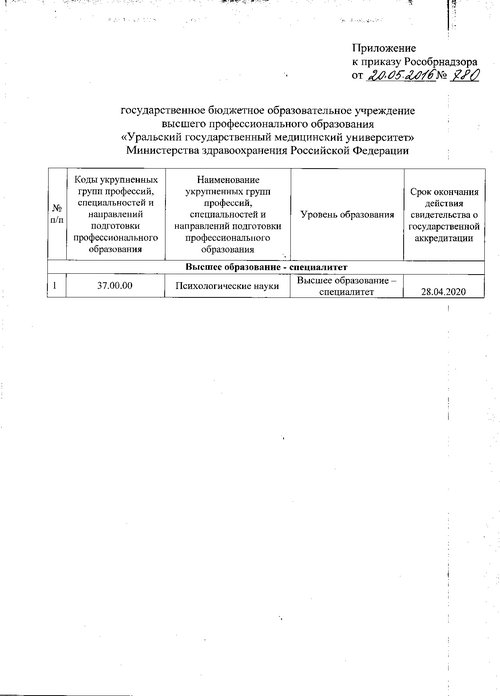 Приложение
к приказу Рособрнадзора
от 20.05.2016 № 880
государственное бюджетное образовательное учреждение
высшего профессионального образования
«Уральский государственный медицинский университет»
Министерства здравоохранения Российской Федерации
№
п/п
Коды укрупненных
групп профессий,
специальностей и
направлений
подготовки
профессионального
образования
Наименование
укрупненных групп
профессий,
специальностей и
направлений подготовки
профессионального
образования
Уровень образования
Срок окончания
действия
свидетельства о
государственной
аккредитации
Высшее образование - специалитет
1
37.00.00
Психологические науки
Высшее образование –
специалитет
28.04.2020